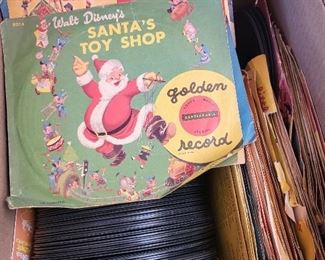 Walt Disney's
SANTA'S
TOY SHOP
golden
record